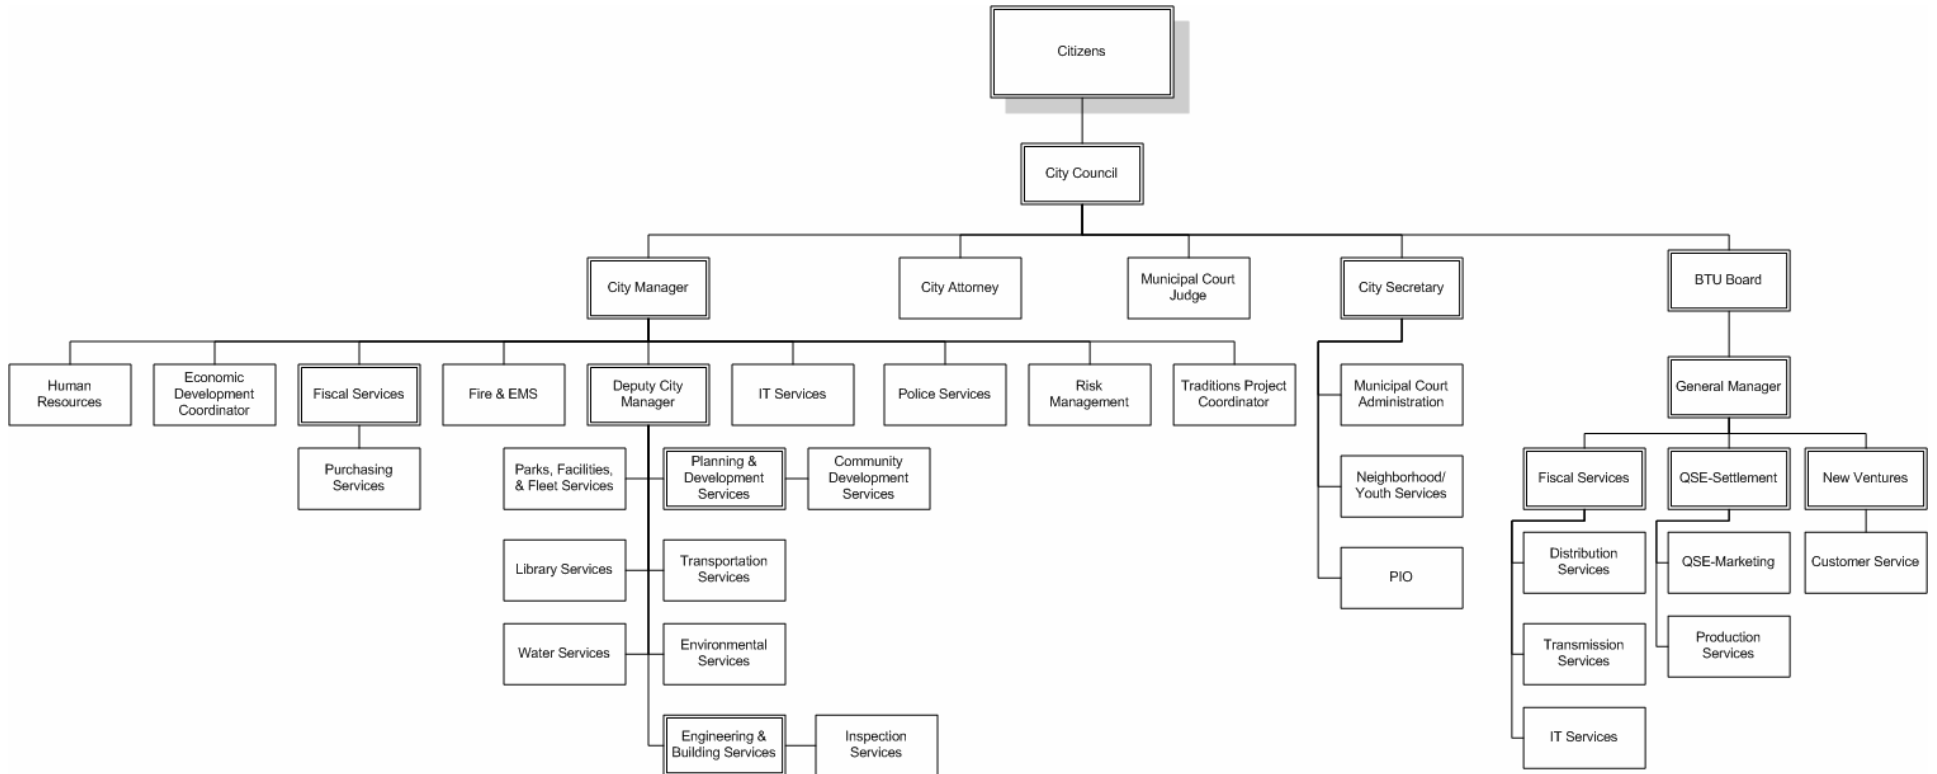 Citizens
City Council
City Manager
City Attorney
Municipal Court
Judge
City Secretary
BTU Board
Human
Resources
Economic
Development
Coordinator
Fiscal Services
Fire & EMS
Deputy City
Manager
IT Services
Police Services
Risk
Management
Traditions Project
Coordinator
Municipal Court
Administration
General Manager
Purchasing
Services
Parks, Facilities,
& Fleet Services
Planning &
Development
Services
Community
Development
Services
Neighborhood/
Youth Services
Fiscal Services
QSE-Settlement
New Ventures
Library Services
Transportation
Services
PIO
Distribution
Services
QSE-Marketing
Customer Service
Water Services
Environmental
Services
Transmission
Services
Production
Services
Engineering &
Building Services
Inspection
Services
IT Services